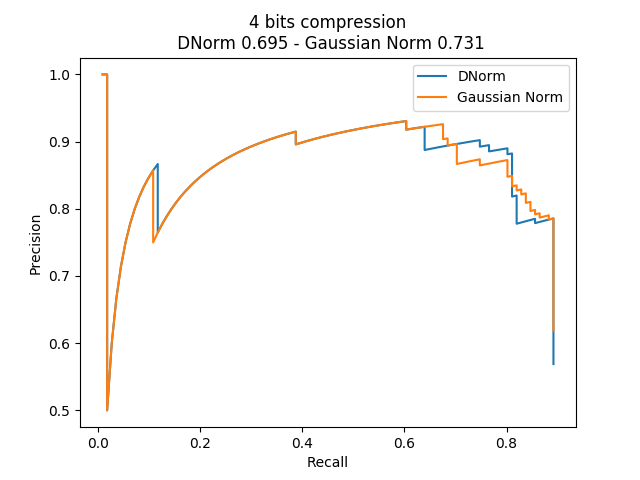 4 bits compression
DNorm 0.695 - Gaussian Norm 0.731
DNorm
Gaussian Norm
Precision
1.0
0.9
0.8
0.7
0.6
0.5
0.0 0.2 0.4 0.6 0.8
Recall